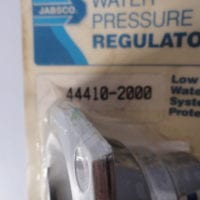 JABSCO
WATER
PRESSURE
REGULATO
44410-2000
Low
Wate
Syste
Prote